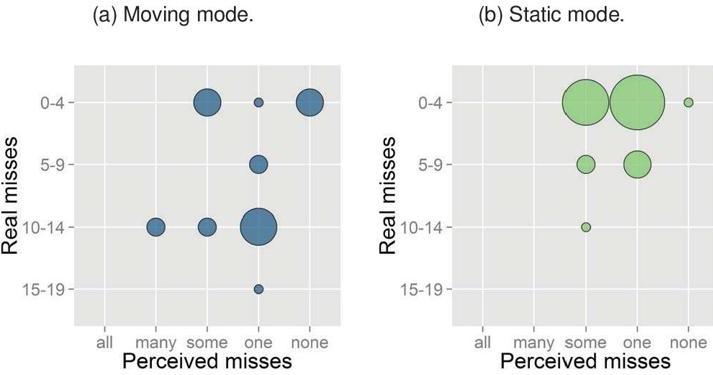 (a) Moving mode.
(b) Static mode.
Real misses
0-4
5-9
10-14
15-19
all many some one none
Perceived misses
Real misses
0-4
5-9
10-14
15-19
all many some one none
Perceived misses